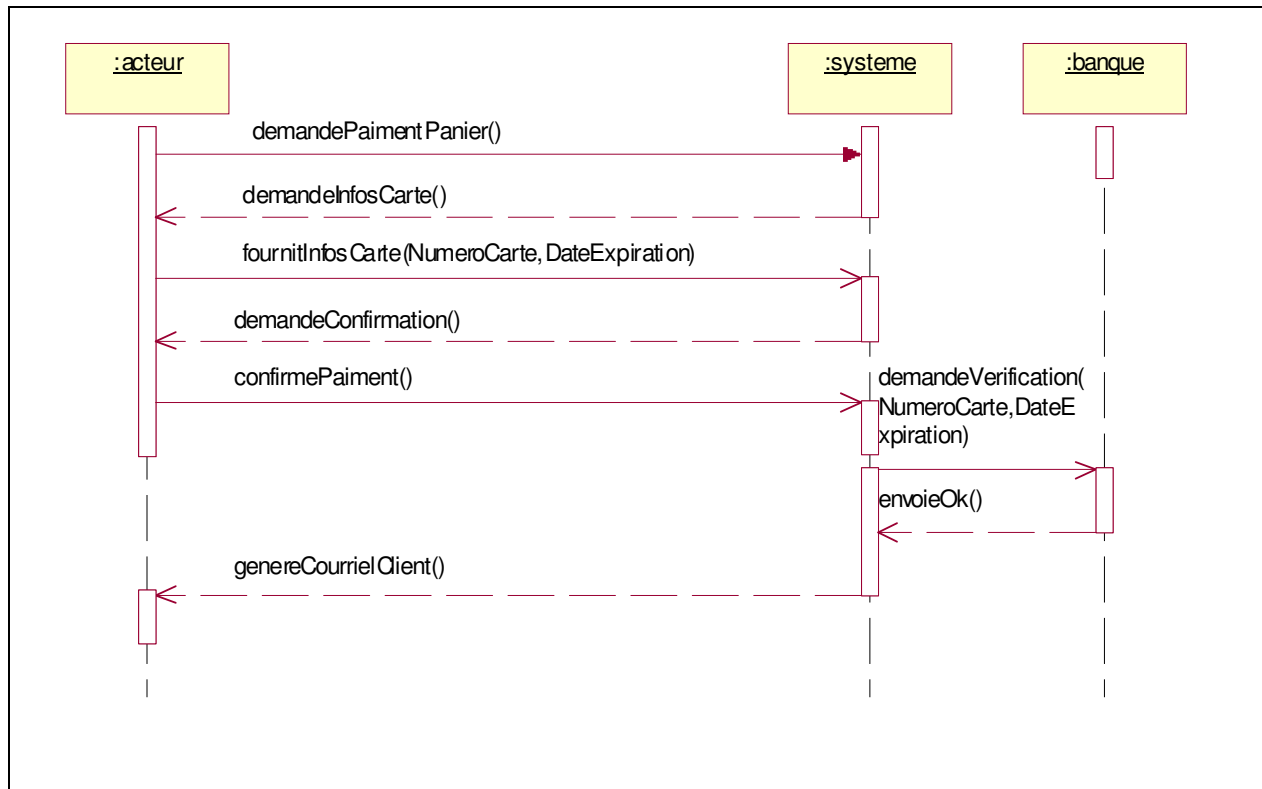 :acteur
:systeme
:banque
demandePaimentPanier()
demandeInfosCarte()
fournitInfosCarte(NumeroCarte, DateExpiration)
demandeConfirmation()
confirmePaiment()
demandeVerification(
NumeroCarte,DateE
xpiration)
envoieOk()
genereCourrielClient()